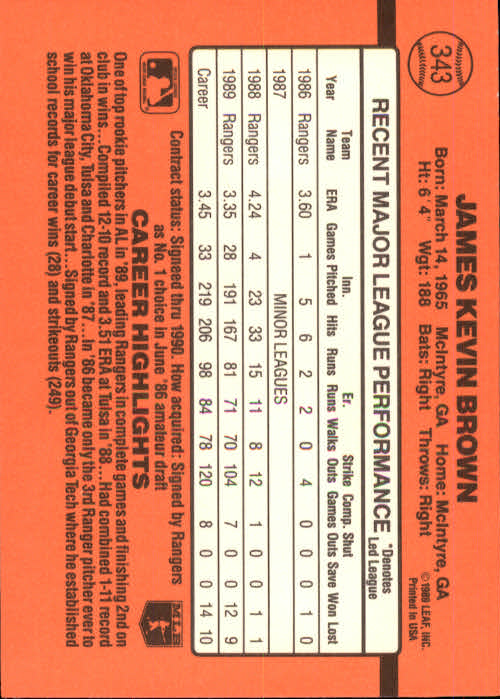 343
JAMES KEVIN BROWN
Born: March 14, 1965 McIntyre, GA Home: McIntyre, GA
Ht: 6'4" Wgt: 188 Bats: Right Throws: Right
© 1989 LEAF, INC.
Printed in USA
RECENT MAJOR LEAGUE PERFORMANCE
*Denotes
Led League
Team Inn. Er. Strike Comp. Shut
Year Name ERA Games Pitched Hits Runs Runs Walks Outs Games Outs Save Won Lost
1986 Rangers 3.60 1 5 6 2 2 0 4 0 0 0 1 0
1987 MINOR LEAGUES
1988 Rangers 4.24 4 23 33 15 11 8 12 1 0 0 1 1
1989 Rangers 3.35 28 191 167 81 71 70 104 7 0 0 12 9
Career 3.45 33 219 206 98 84 78 120 8 0 0 14 10
Contract status: Signeed thru 1990. How acquired: Signed by Rangers
as No. 1 choice in June '86 amateur draft
MLB
CAREER HIGHLIGHTS
One of top rookie pitchers in AL in '89, leading Rangers in complete games and finishing 2nd on
club in wins...Compiled 12-10 record and 3.51 ERA at Tulsa in '88...Had combined 1-11 record
at Oklahoma City, Tulsa and Charlotte in '87...In '86 became only the 3rd Ranger pitcher ever to
win his major league debut start...Signed by Rangers out of Georgia Tech where he established
school records for career wins (28) and strikeouts (249).